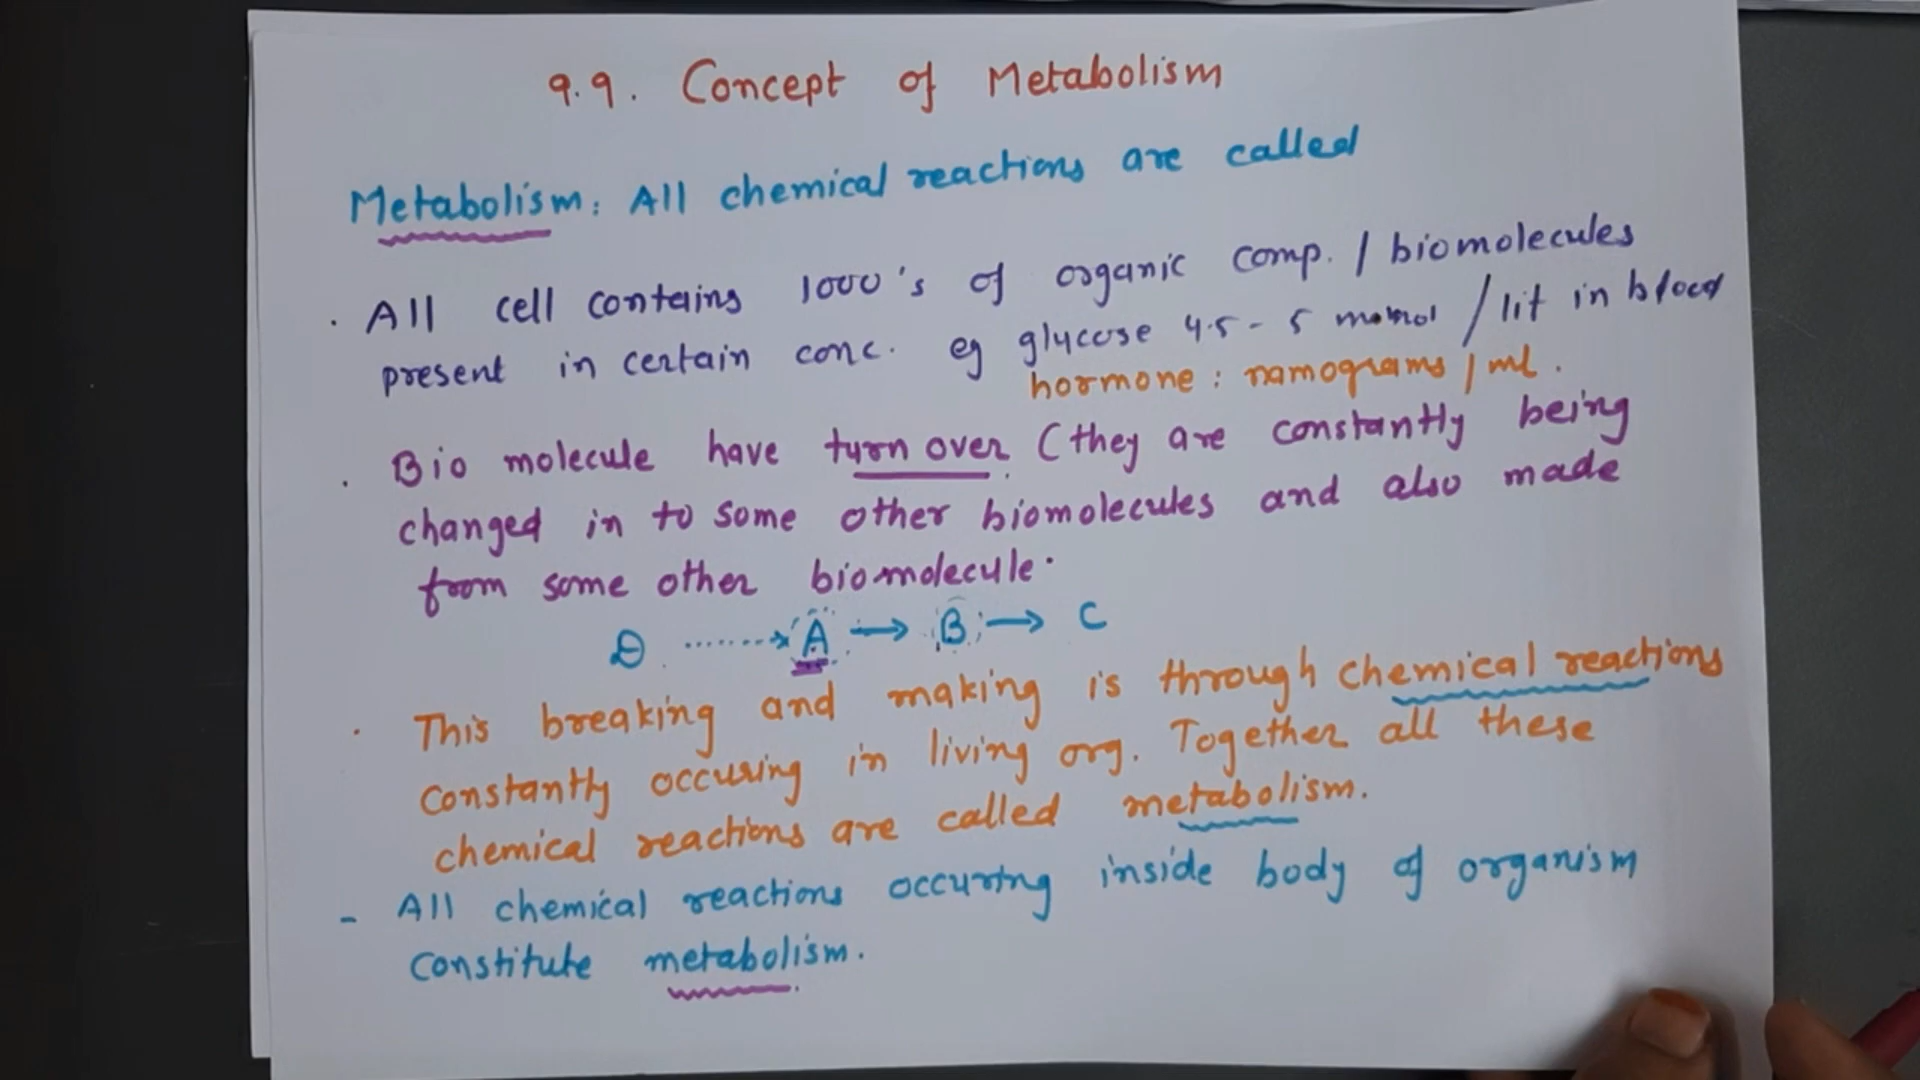 9.9. Concept of Metabolism
Metabolism: All chemical reactions are called
. All cell contains 1000's of organic comp. / biomolecules
present in certain conc. eg glycose 4.5 - 5 mmol / lit in blood
hormone : namograms / ml.
. Bio molecule have turn over (they are constantly being
changed in to some other biomolecules and also made
from some other biomolecule.
D ........→ A → B → C
. This breaking and making is through chemical reactions
constantly occuring in living org. Together all these
chemical reactions are called metabolism.
- All chemical reactions occuring inside body of organism
constitute metabolism.